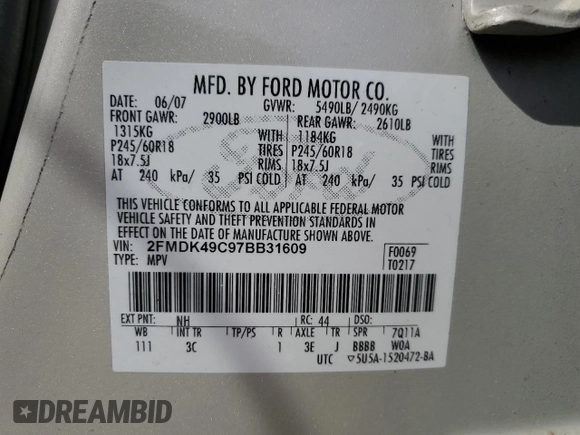 MFD. BY FORD MOTOR CO.
DATE: 06/07 GVWR: 5490LB/ 2490KG
FRONT GAWR: 2900LB REAR GAWR: 2610LB
1315KG WITH 1184KG WITH
P245/60R18 TIRES P245/60R18 TIRES
18x7.5J RIMS 18x7.5J RIMS
AT 240 kPa/ 35 PSI COLD AT 240 kPa/ 35 PSI COLD
THIS VEHICLE CONFORMS TO ALL APPLICABLE FEDERAL MOTOR
VEHICLE SAFETY AND THEFT PREVENTION STANDARDS IN
EFFECT ON THE DATE OF MANUFACTURE SHOWN ABOVE.
VIN: 2FMDK49C97BB31609 F0069
TYPE: MPV T0217
EXT PNT: NH RC: 44 DSO:
WB INT TR TP/PS R AXLE TR SPR 7Q11A
111 3C 1 3E J BBBB WOA
UTC ▽5U5A-1520472-BA
Ford
DREAMBID